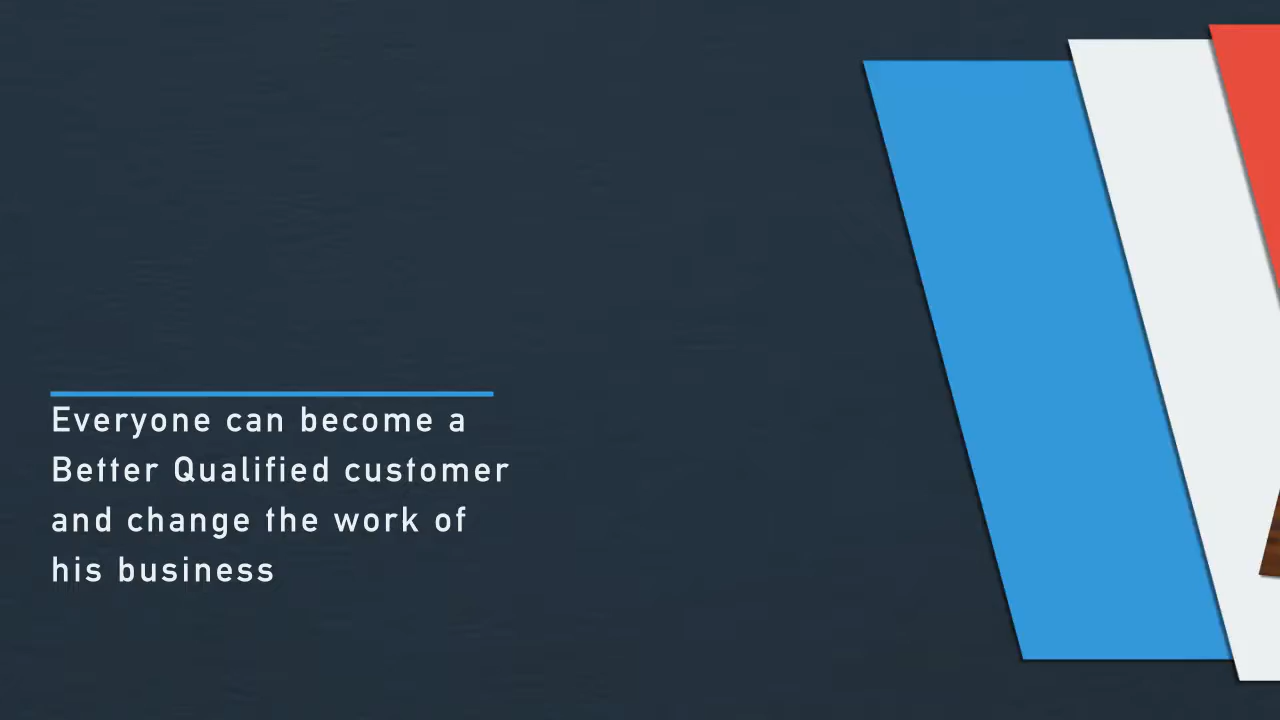 Everyone can become a
Better Qualified customer
and change the work of
his business